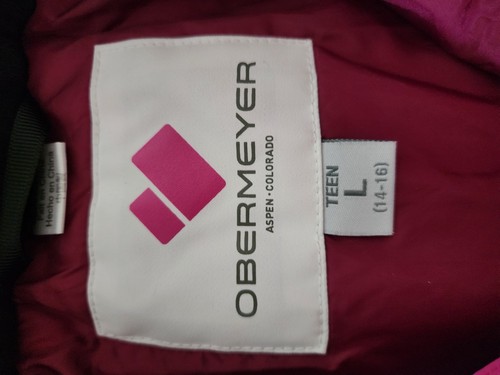 OBERMEYER
ASPEN • COLORADO
TEEN
L
(14-16)
Hecho en China